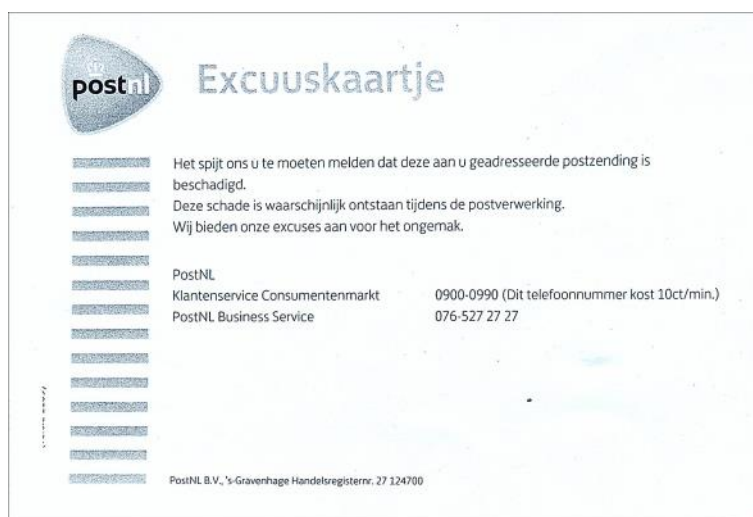 postnl
Excuuskaartje
Het spijt ons u te moeten melden dat deze aan u geadresseerde postzending is
beschadigd.
Deze schade is waarschijnlijk ontstaan tijdens de postverwerking.
Wij bieden onze excuses aan voor het ongemak.
PostNL
Klantenservice Consumentenmarkt 0900-0990 (Dit telefoonnummer kost 10ct/min.)
PostNL Business Service 076-527 27 27
PostNL B.V., 's-Gravenhage Handelsregisternr. 27 124700